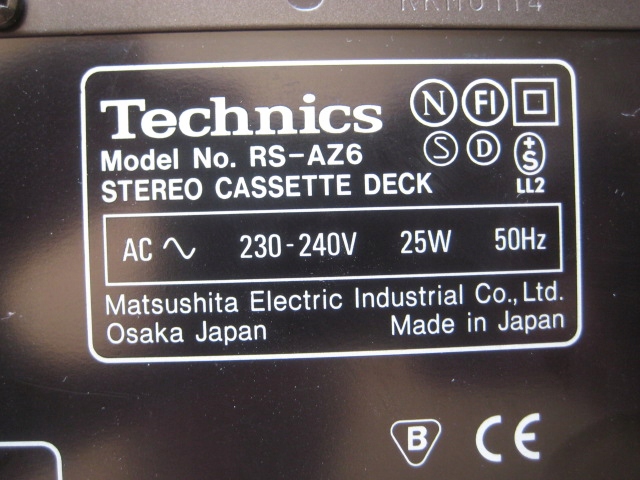 Technics
Model No. RS-AZ6
STEREO CASSETTE DECK
N FI
S D +S
LL2
AC 230-240V 25W 50Hz
Matsushita Electric Industrial Co., Ltd.
Osaka Japan Made in Japan
B CE